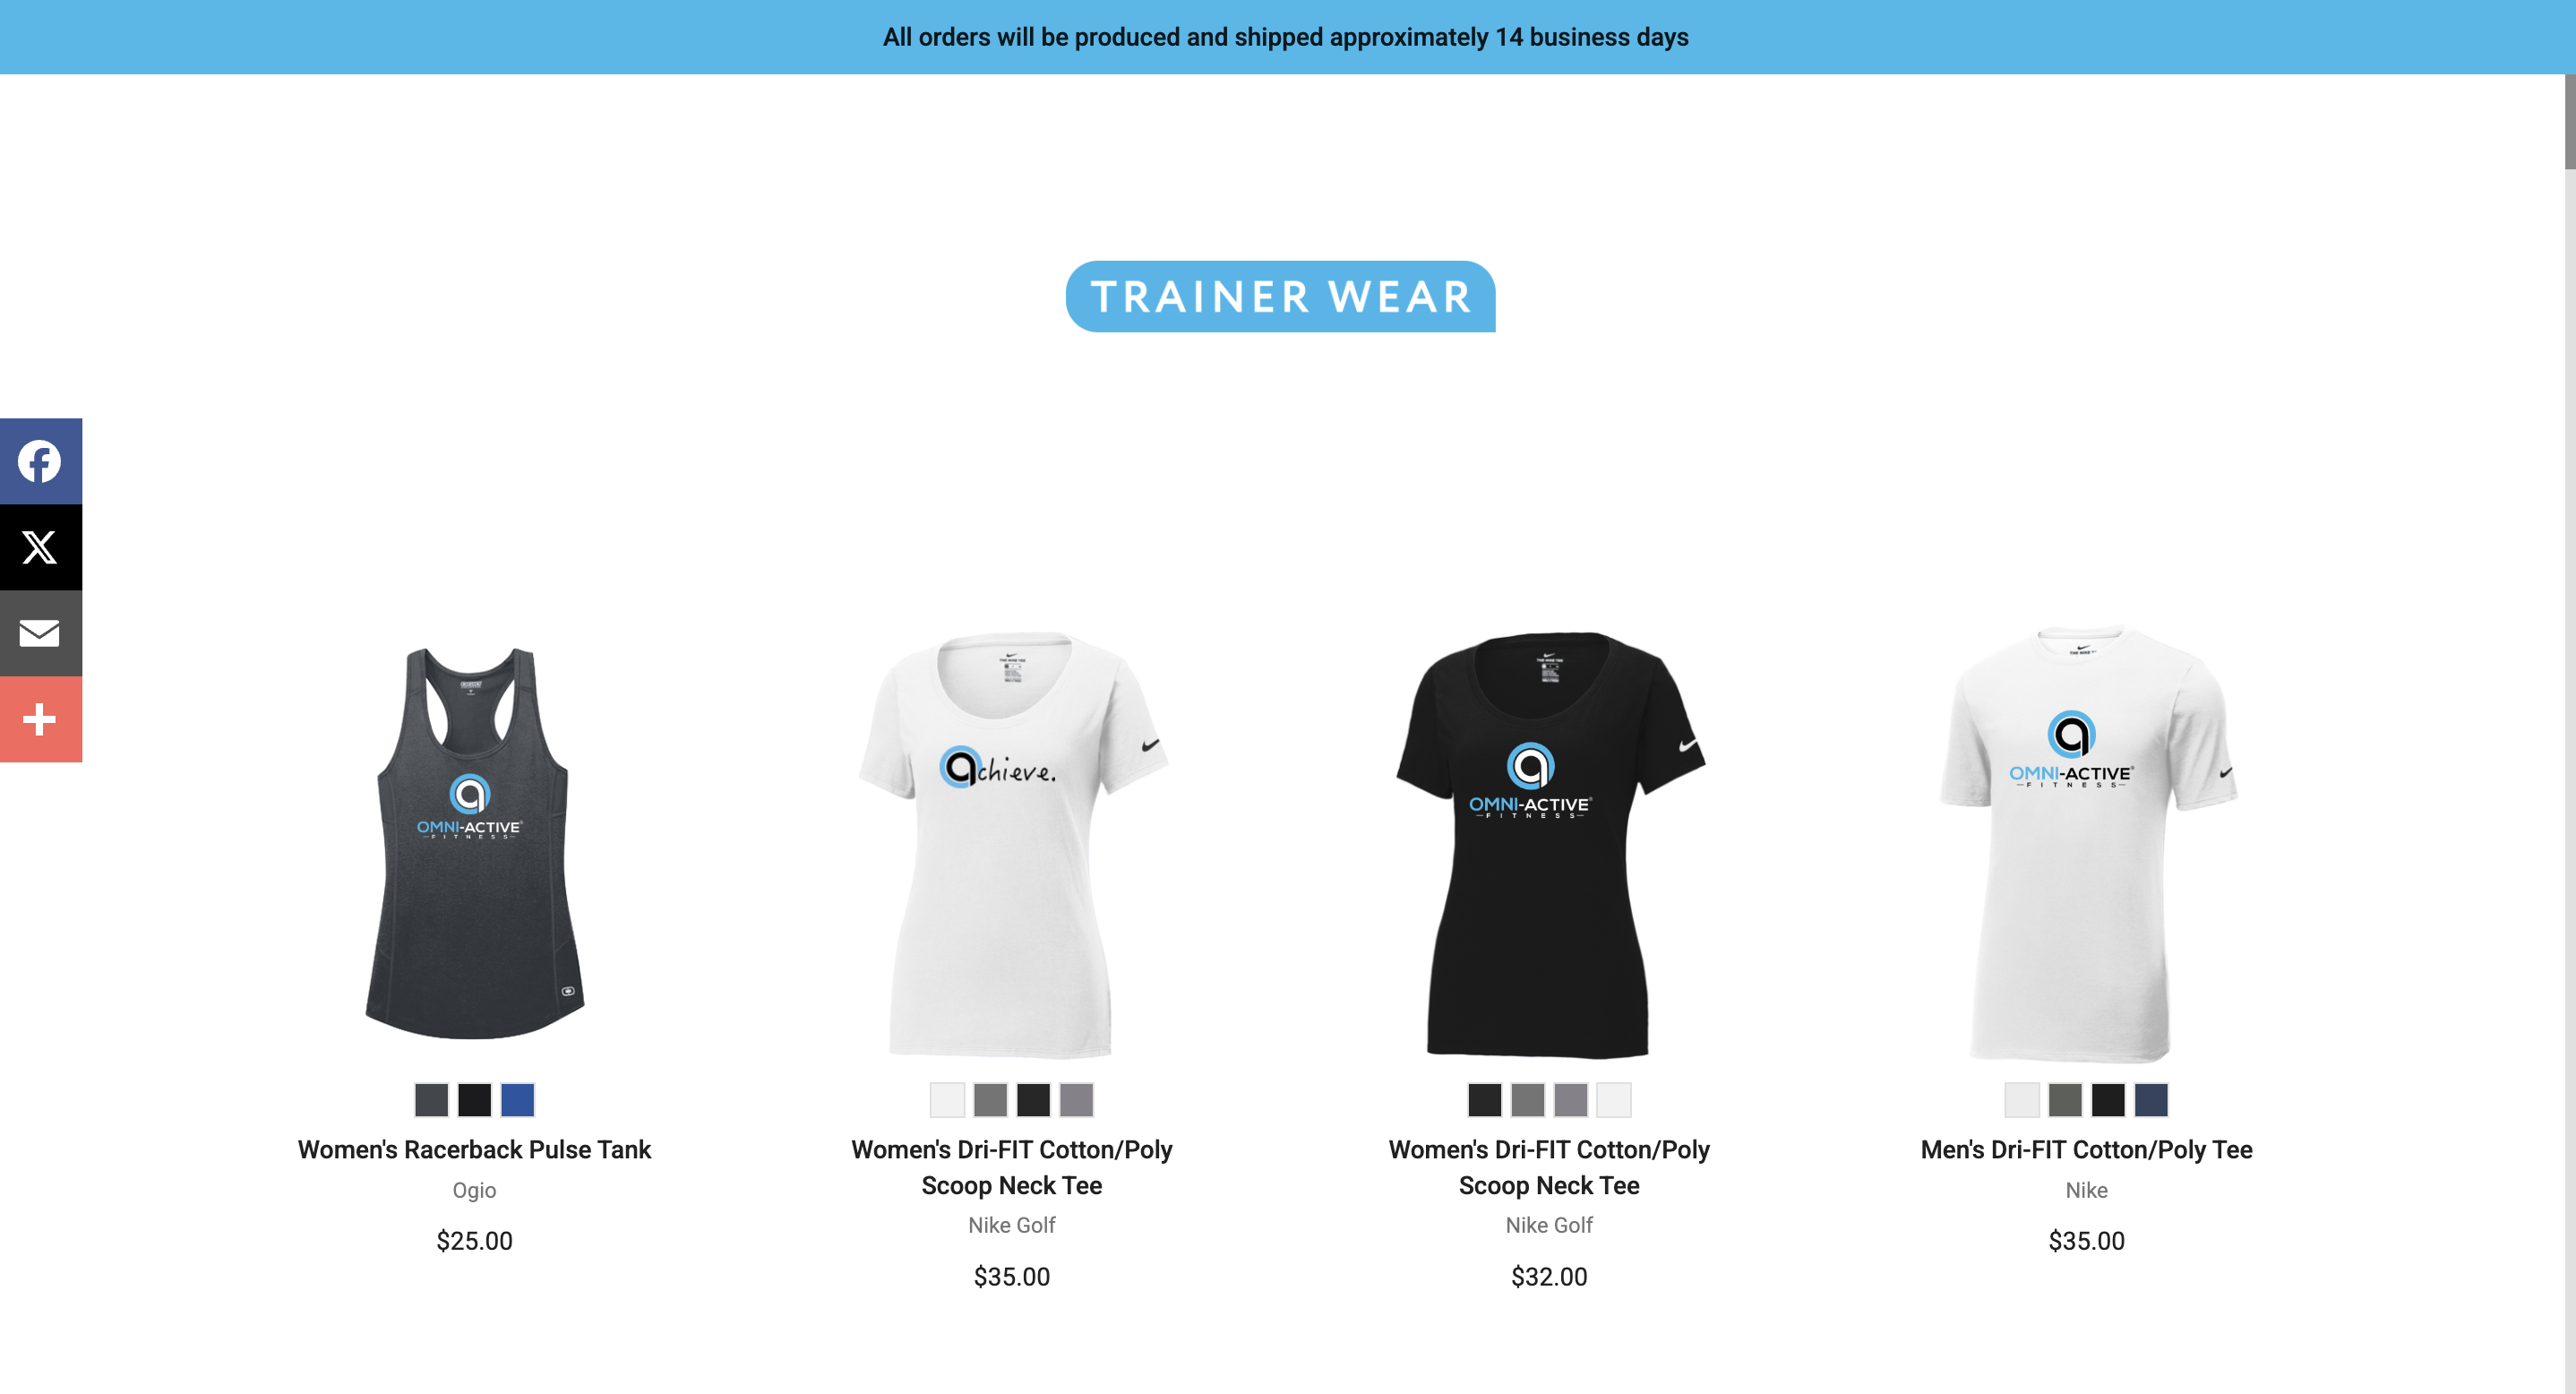 All orders will be produced and shipped approximately 14 business days
TRAINER WEAR
OMNI-ACTIVE®
FITNESS
achieve.
OMNI-ACTIVE®
FITNESS
OMNI-ACTIVE®
FITNESS
Women's Racerback Pulse Tank
Ogio
$25.00
Women's Dri-FIT Cotton/Poly
Scoop Neck Tee
Nike Golf
$35.00
Women's Dri-FIT Cotton/Poly
Scoop Neck Tee
Nike Golf
$32.00
Men's Dri-FIT Cotton/Poly Tee
Nike
$35.00